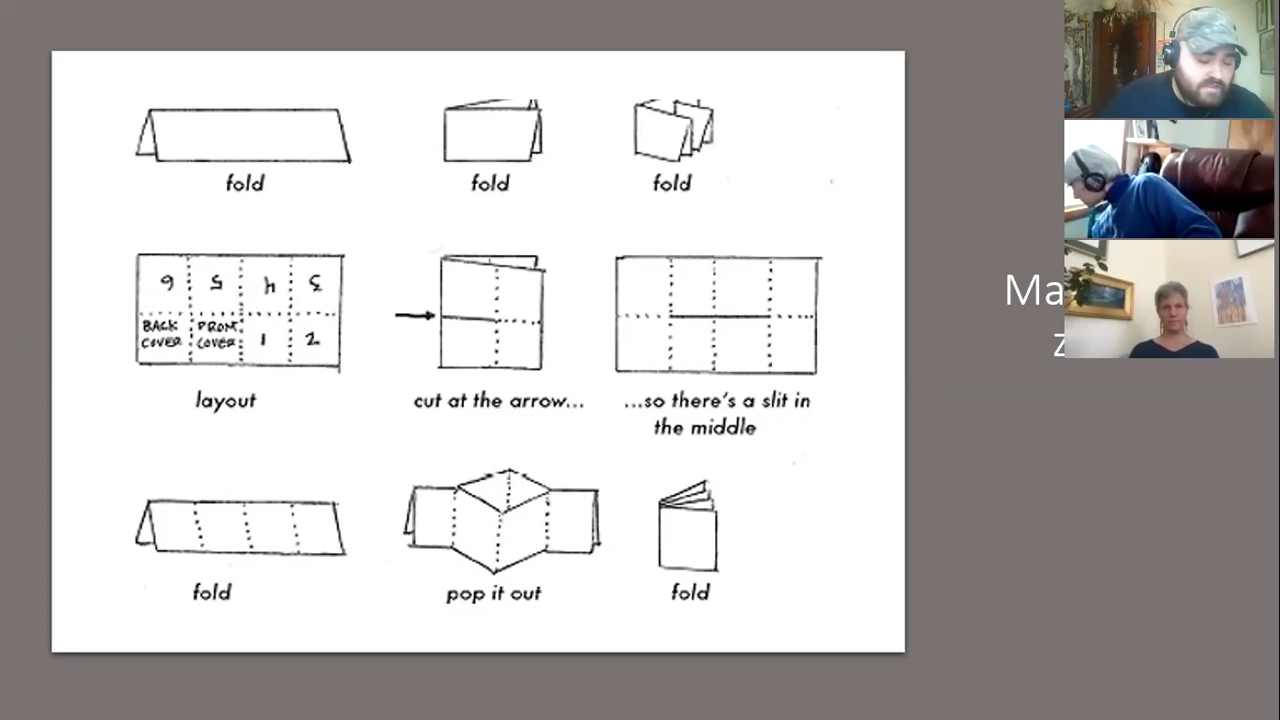 fold
fold
fold
6 5 4 3
BACK COVER FRONT COVER 1 2
layout
cut at the arrow...
...so there's a slit in
the middle
fold
pop it out
fold
Ma
z